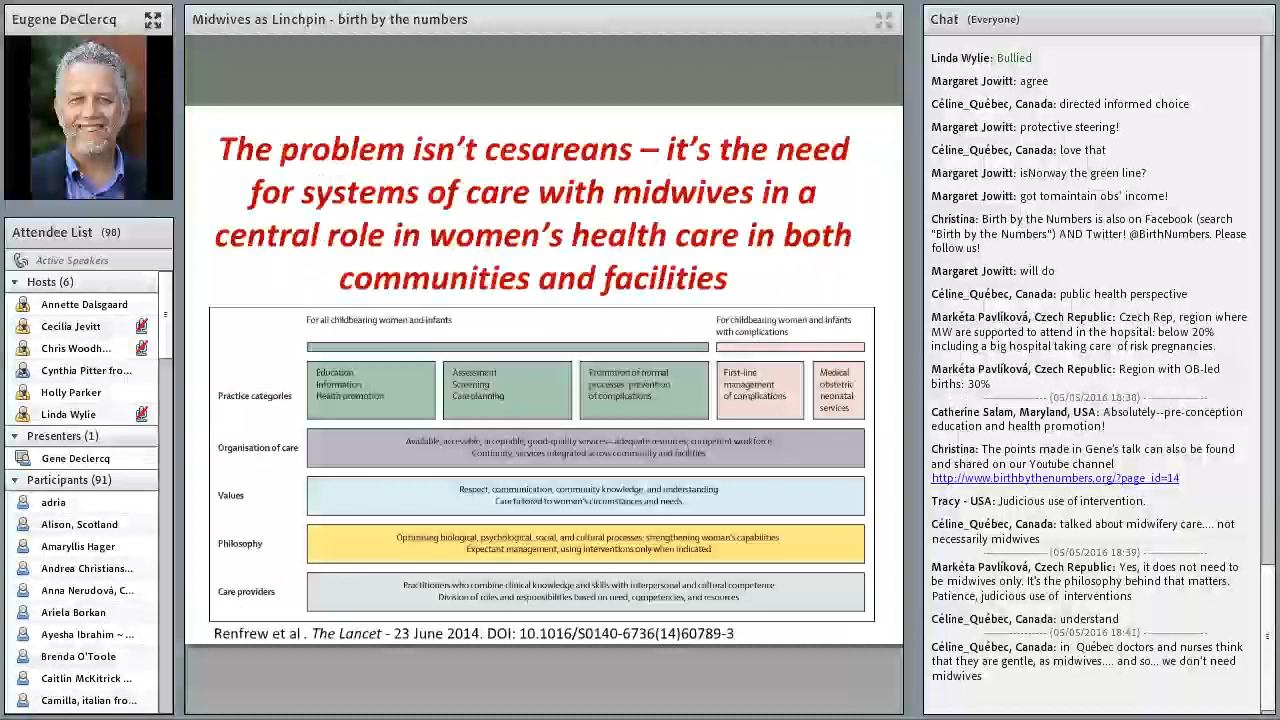 Eugene DeClercq
Attendee List (98)
Active Speakers
Hosts (6)
Annette Dalsgaard
Cecilia Jevitt
Chris Woodh...
Cynthia Pitter fro...
Holly Parker
Linda Wylie
Presenters (1)
Gene Declercq
Participants (91)
adria
Alison, Scotland
Amaryllis Hager
Andrea Christians...
Anna Nerudová, C...
Ariela Borkan
Ayesha Ibrahim ~ ...
Brenda O'Toole
Caitlin McKitrick ...
Camilla, italian fro...
Midwives as Linchpin - birth by the numbers
The problem isn't cesareans – it's the need
for systems of care with midwives in a
central role in women's health care in both
communities and facilities
For all childbearing women and infants
For childbearing women and infants
with complications
Practice categories
Education
Information
Health promotion
Assessment
Screening
Care planning
Promotion of normal
processes, prevention
of complications
First-line
management
of complications
Medical
obstetric
neonatal
services
Organisation of care
Available, accessible, acceptable, good-quality services—adequate resources, competent workforce
Continuity, services integrated across community and facilities
Values
Respect, communication, community knowledge, and understanding
Care tailored to women's circumstances and needs
Philosophy
Optimising biological, psychological, social, and cultural processes; strengthening woman's capabilities
Expectant management, using interventions only when indicated
Care providers
Practitioners who combine clinical knowledge and skills with interpersonal and cultural competence
Division of roles and responsibilities based on need, competencies, and resources
Renfrew et al . The Lancet - 23 June 2014. DOI: 10.1016/S0140-6736(14)60789-3
Chat (Everyone)
Linda Wylie: Bullied
Margaret Jowitt: agree
Céline_Québec, Canada: directed informed choice
Margaret Jowitt: protective steering!
Céline_Québec, Canada: love that
Margaret Jowitt: isNorway the green line?
Margaret Jowitt: got tomaintain obs' income!
Christina: Birth by the Numbers is also on Facebook (search
"Birth by the Numbers") AND Twitter! @BirthNumbers. Please
follow us!
Margaret Jowitt: will do
Céline_Québec, Canada: public health perspective
Markéta Pavlíková, Czech Republic: Czech Rep, region where
MW are supported to attend in the hopsital: below 20%
including a big hospital taking care of risk pregnancies.
Markéta Pavlíková, Czech Republic: Region with OB-led
births: 30%
(05/05/2016 18:38)
Catherine Salam, Maryland, USA: Absolutely--pre-conception
education and health promotion!
Christina: The points made in Gene's talk can also be found
and shared on our Youtube channel
http://www.birthbythenumbers.org/?page_id=14
Tracy - USA: Judicious use of intervention.
Céline_Québec, Canada: talked about midwifery care.... not
necessarily midwives
(05/05/2016 18:39)
Markéta Pavlíková, Czech Republic: Yes, it does not need to
be midwives only. It's the philosophy behind that matters.
Patience, judicious use of interventions
Céline_Québec, Canada: understand
(05/05/2016 18:41)
Céline_Québec, Canada: in Québec doctors and nurses think
that they are gentle, as midwives.... and so... we don't need
midwives